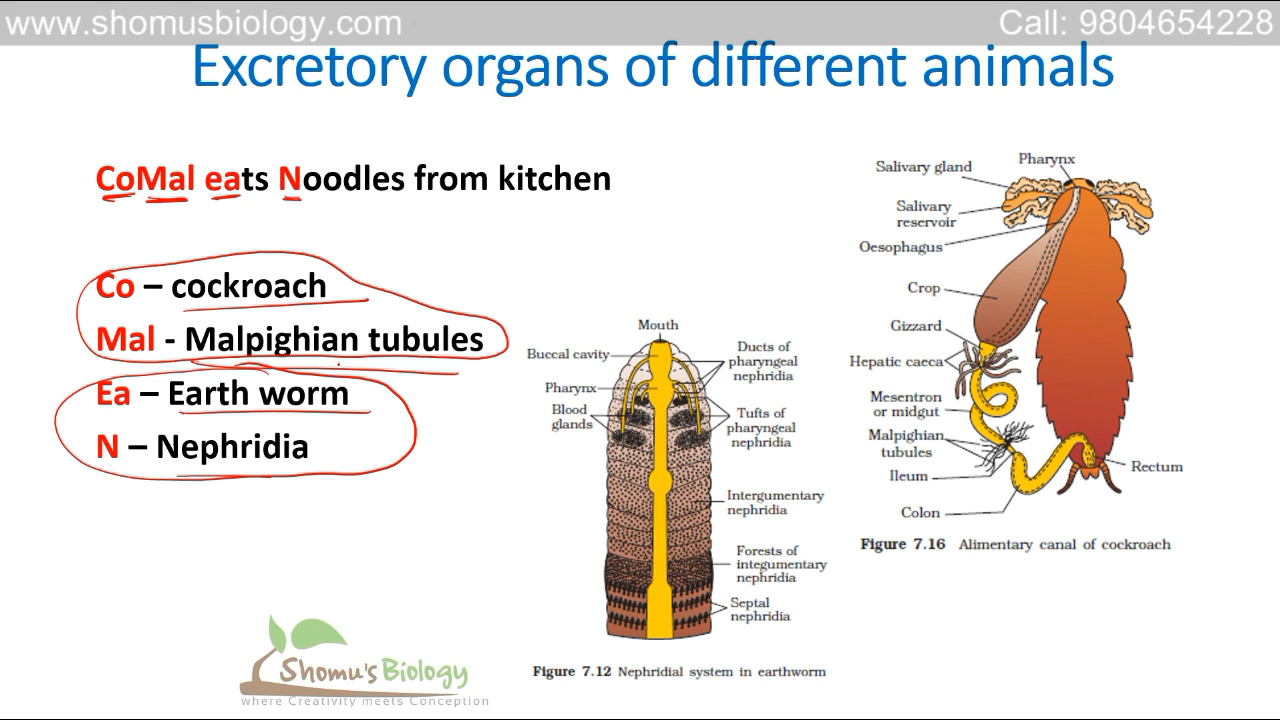 www.shomusbiology.com
Call: 9804654228
Excretory organs of different animals
CoMal eats Noodles from kitchen
Co – cockroach
Mal - Malpighian tubules
Ea – Earth worm
N – Nephridia
Mouth
Buccal cavity
Pharynx
Blood
glands
Ducts of
pharyngeal
nephridia
Tufts of
pharyngeal
nephridia
Intergumentary
nephridia
Forests of
integumentary
nephridia
Septal
nephridia
Figure 7.12 Nephridial system in earthworm
Salivary gland
Pharynx
Salivary
reservoir
Oesophagus
Crop
Gizzard
Hepatic caeca
Mesentron
or midgut
Malpighian
tubules
Ileum
Colon
Rectum
Figure 7.16 Alimentary canal of cockroach
Shomu's Biology
where Creativity meets Conception